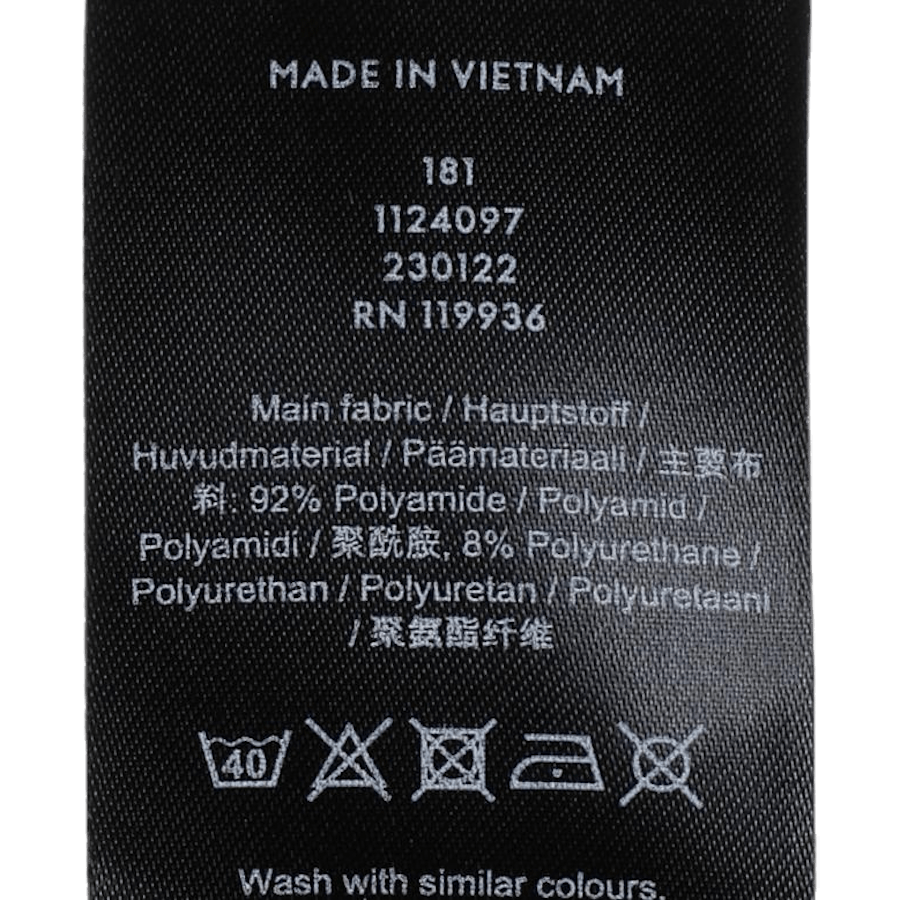 MADE IN VIETNAM
181
1124097
230122
RN 119936
Main fabric / Hauptstoff /
Huvudmaterial / Päämateriaali / 主要布
料: 92% Polyamide / Polyamid /
Polyamidi / 聚酰胺, 8% Polyurethane /
Polyurethan / Polyuretan / Polyuretaani
/ 聚氨酯纤维
40
Wash with similar colours.